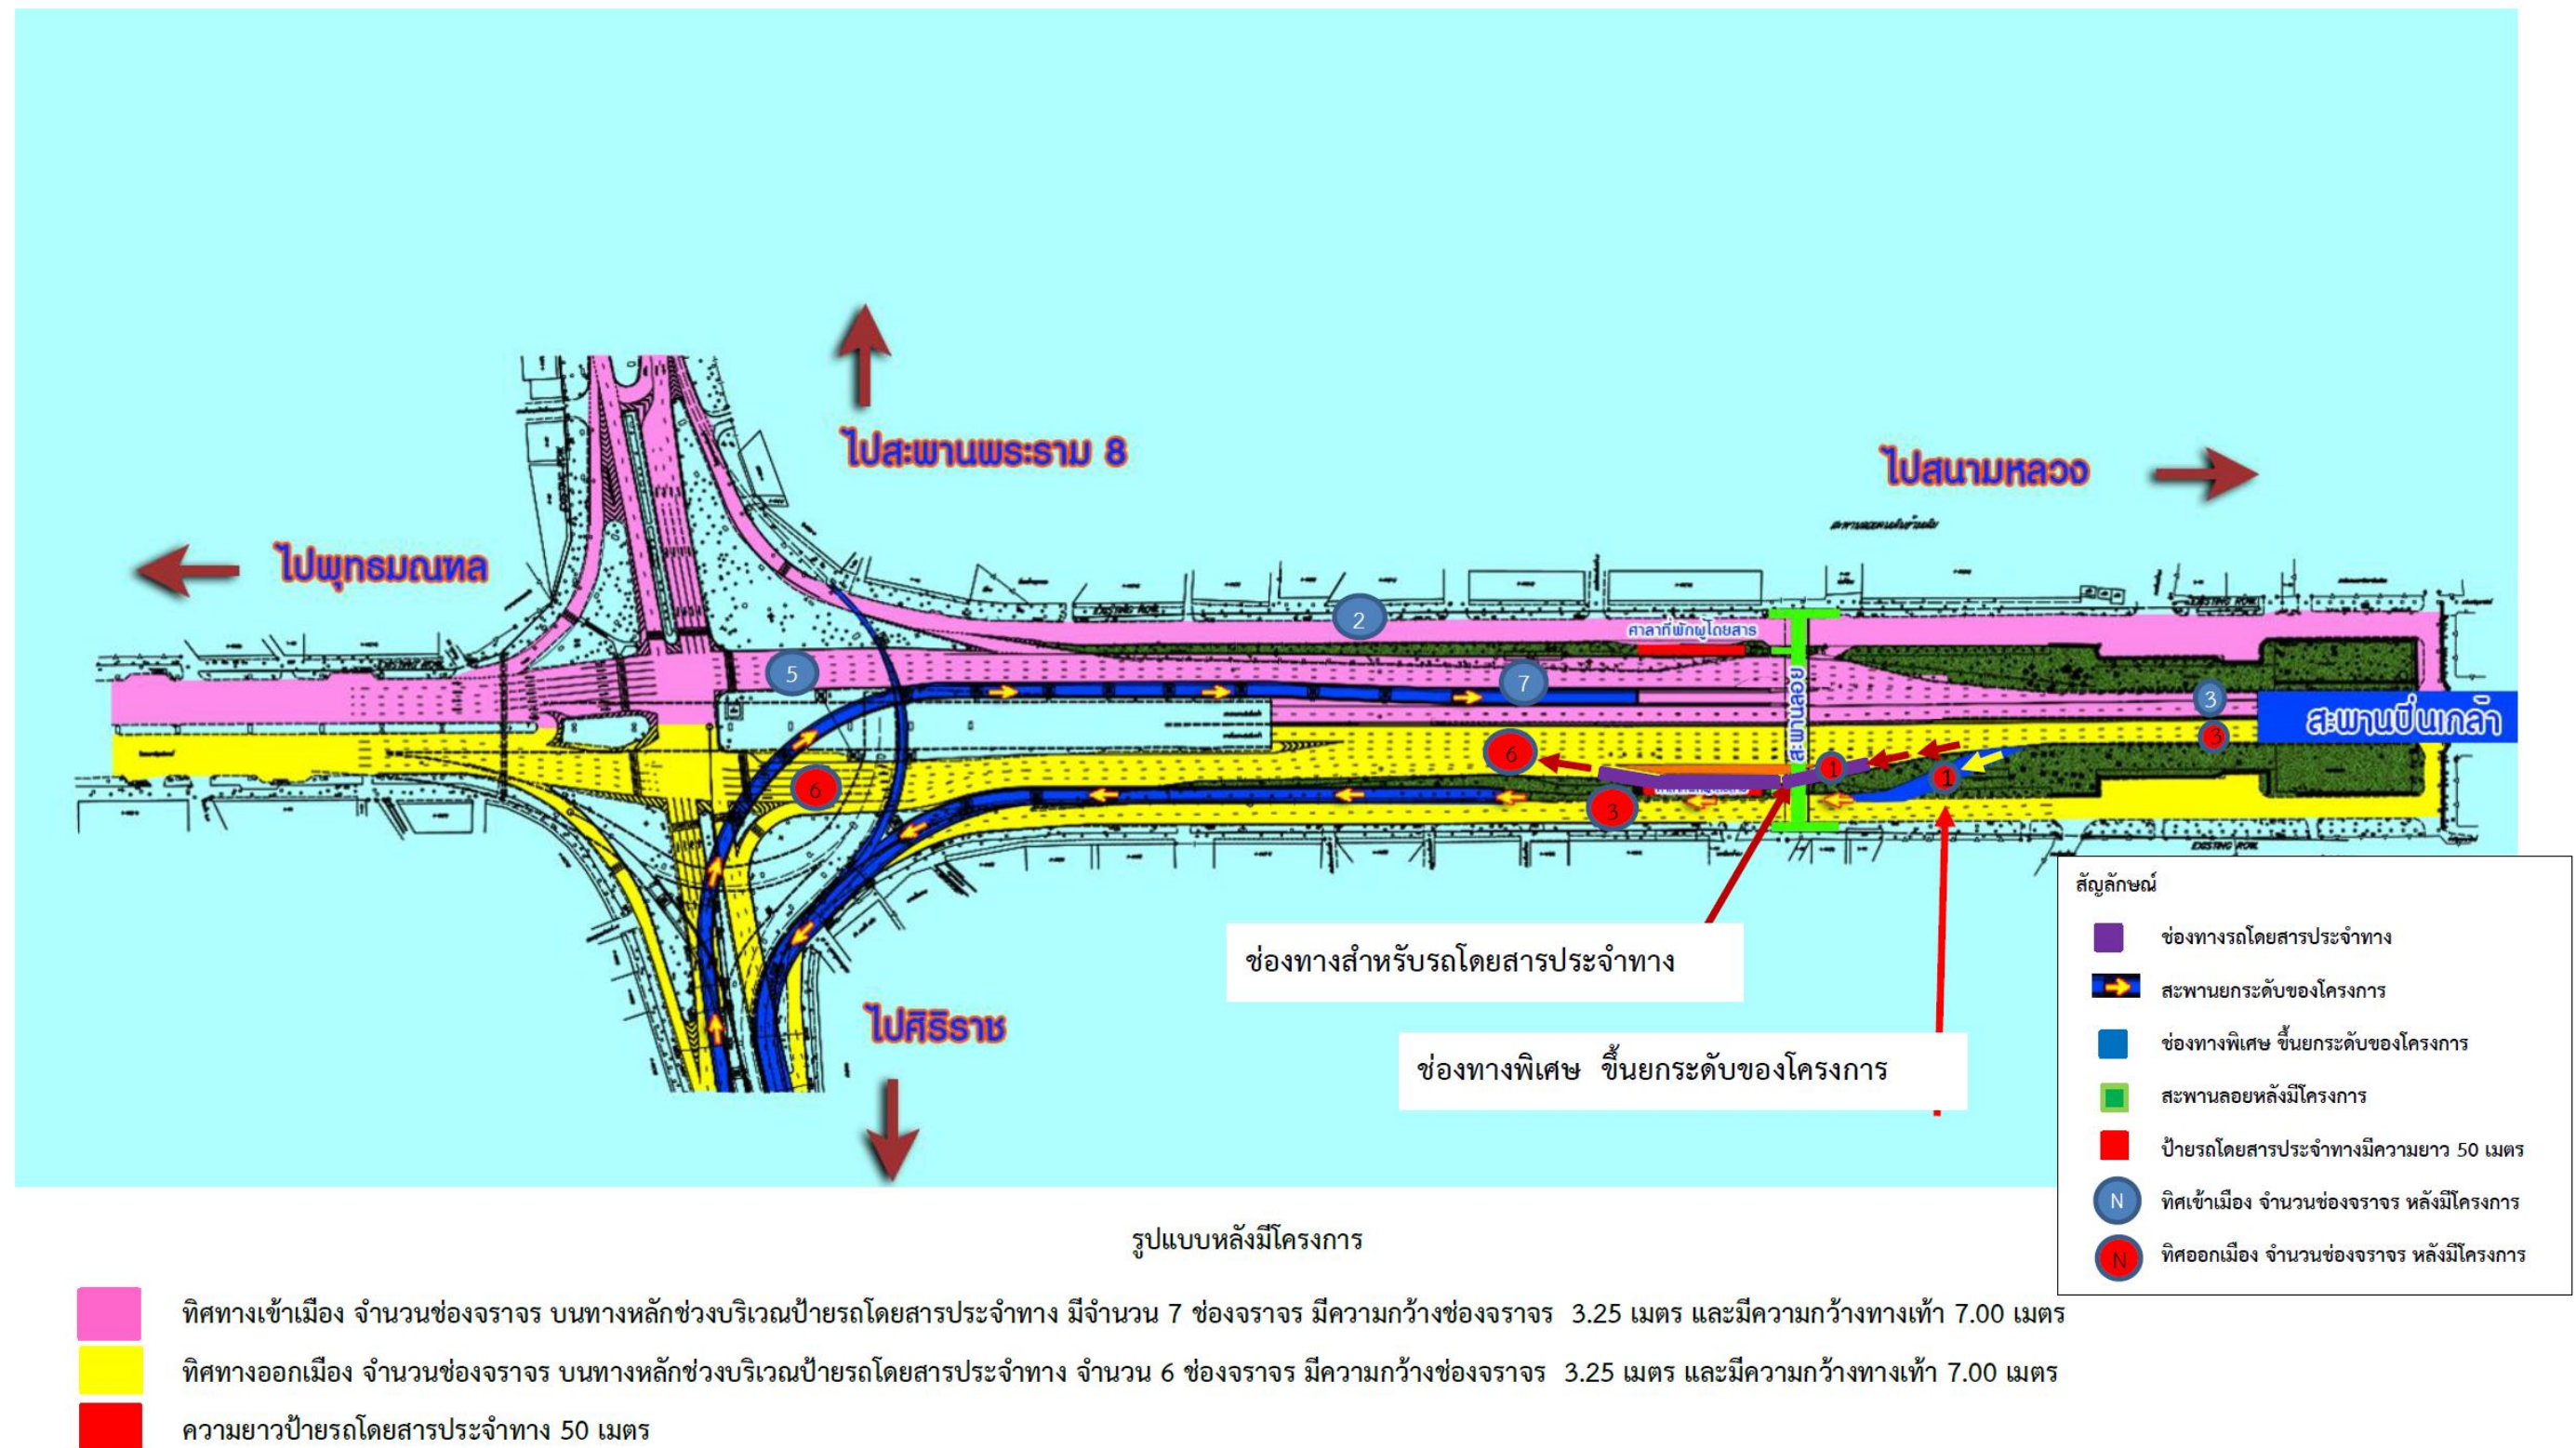 ไปสะพานพระราม 8
ไปสนามหลวง
ไปพุทธมณฑล
EXISTING ROW.
EXISTING ROW.
EXISTING ROW
EXISTING ROW
2
ศาลาที่พักผู้โดยสาร
5
7
3
สะพานลอย
สะพานปิ่นเกล้า
3
6
1
1
6
3
EXISTING ROW.
ช่องทางสำหรับรถโดยสารประจำทาง
ไปศิริราช
ช่องทางพิเศษ ขึ้นยกระดับของโครงการ
สัญลักษณ์
ช่องทางรถโดยสารประจำทาง
สะพานยกระดับของโครงการ
ช่องทางพิเศษ ขึ้นยกระดับของโครงการ
สะพานลอยหลังมีโครงการ
ป้ายรถโดยสารประจำทางมีความยาว 50 เมตร
N ทิศเข้าเมือง จำนวนช่องจราจร หลังมีโครงการ
N ทิศออกเมือง จำนวนช่องจราจร หลังมีโครงการ
รูปแบบหลังมีโครงการ
ทิศทางเข้าเมือง จำนวนช่องจราจร บนทางหลักช่วงบริเวณป้ายรถโดยสารประจำทาง มีจำนวน 7 ช่องจราจร มีความกว้างช่องจราจร 3.25 เมตร และมีความกว้างทางเท้า 7.00 เมตร
ทิศทางออกเมือง จำนวนช่องจราจร บนทางหลักช่วงบริเวณป้ายรถโดยสารประจำทาง จำนวน 6 ช่องจราจร มีความกว้างช่องจราจร 3.25 เมตร และมีความกว้างทางเท้า 7.00 เมตร
ความยาวป้ายรถโดยสารประจำทาง 50 เมตร